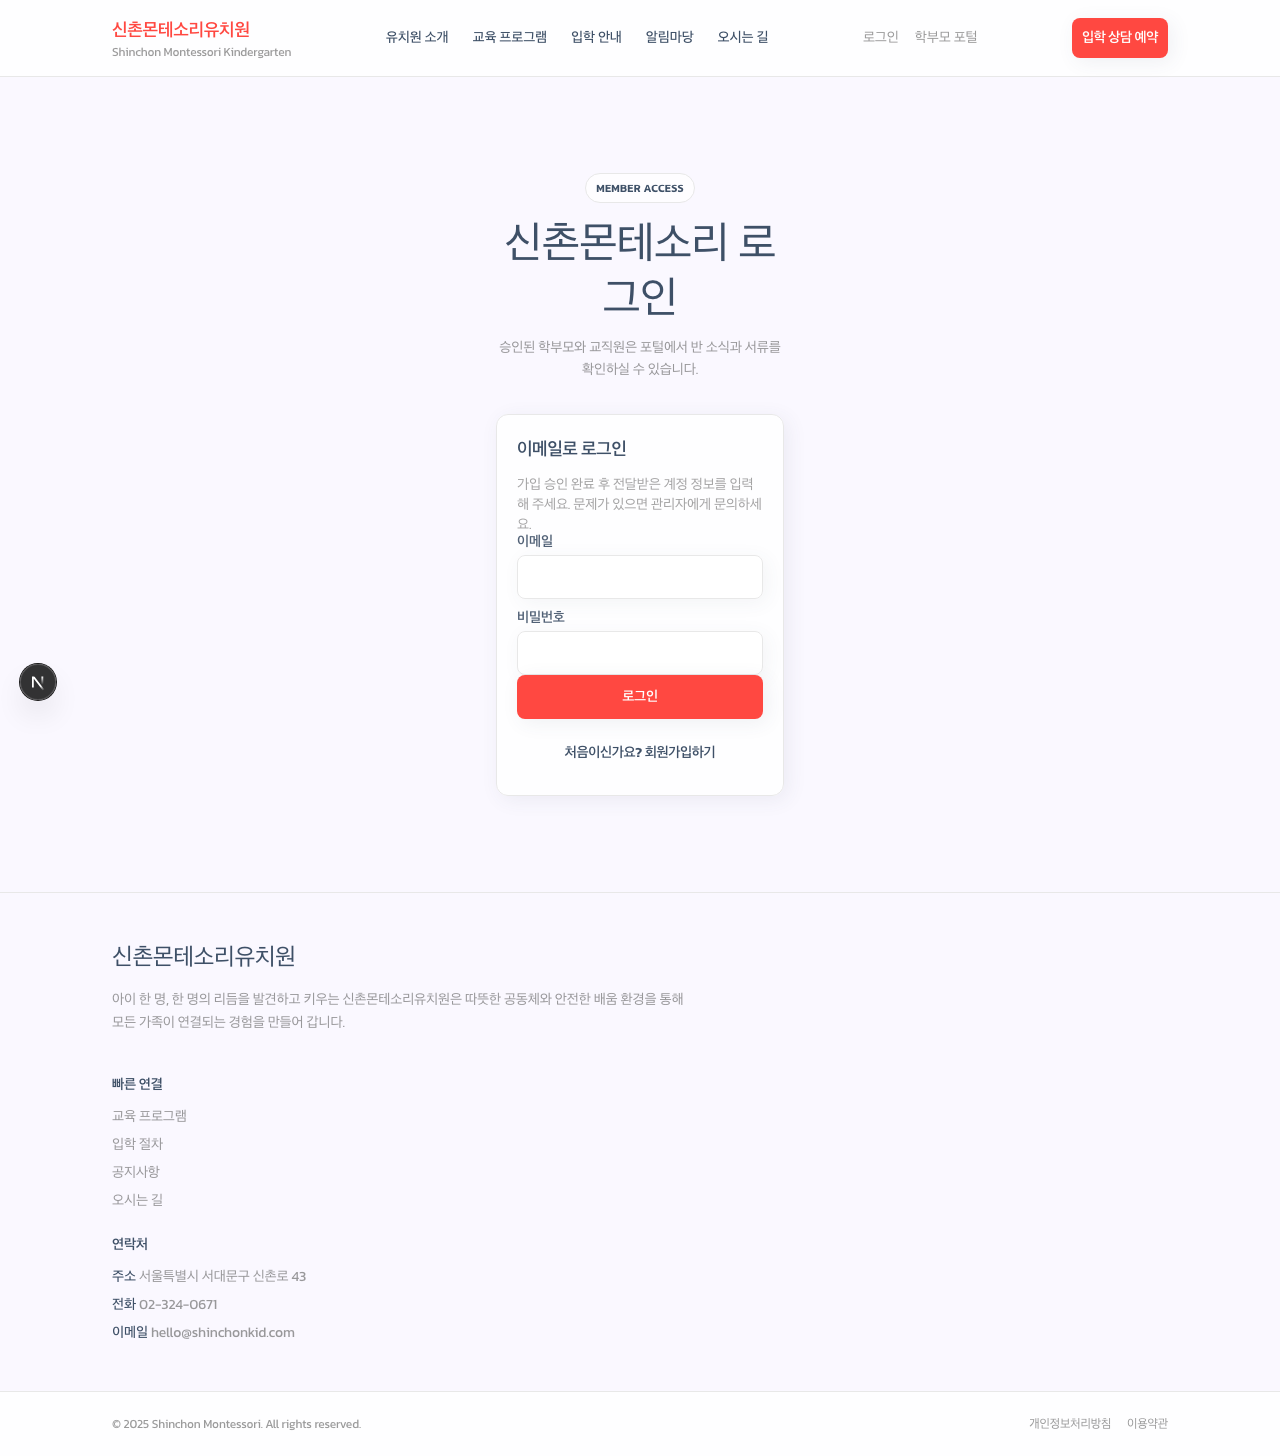 신촌몬테소리유치원
Shinchon Montessori Kindergarten
유치원 소개
교육 프로그램
입학 안내
알림마당
오시는 길
로그인
학부모 포털
입학 상담 예약
MEMBER ACCESS
신촌몬테소리 로
그인
승인된 학부모와 교직원은 포털에서 반 소식과 서류를
확인하실 수 있습니다.
이메일로 로그인
가입 승인 완료 후 전달받은 계정 정보를 입력
해 주세요. 문제가 있으면 관리자에게 문의하세
요.
이메일
비밀번호
로그인
처음이신가요? 회원가입하기
N
신촌몬테소리유치원
아이 한 명, 한 명의 리듬을 발견하고 키우는 신촌몬테소리유치원은 따뜻한 공동체와 안전한 배움 환경을 통해
모든 가족이 연결되는 경험을 만들어 갑니다.
빠른 연결
교육 프로그램
입학 절차
공지사항
오시는 길
연락처
주소 서울특별시 서대문구 신촌로 43
전화 02-324-0671
이메일 hello@shinchonkid.com
© 2025 Shinchon Montessori. All rights reserved.
개인정보처리방침
이용약관